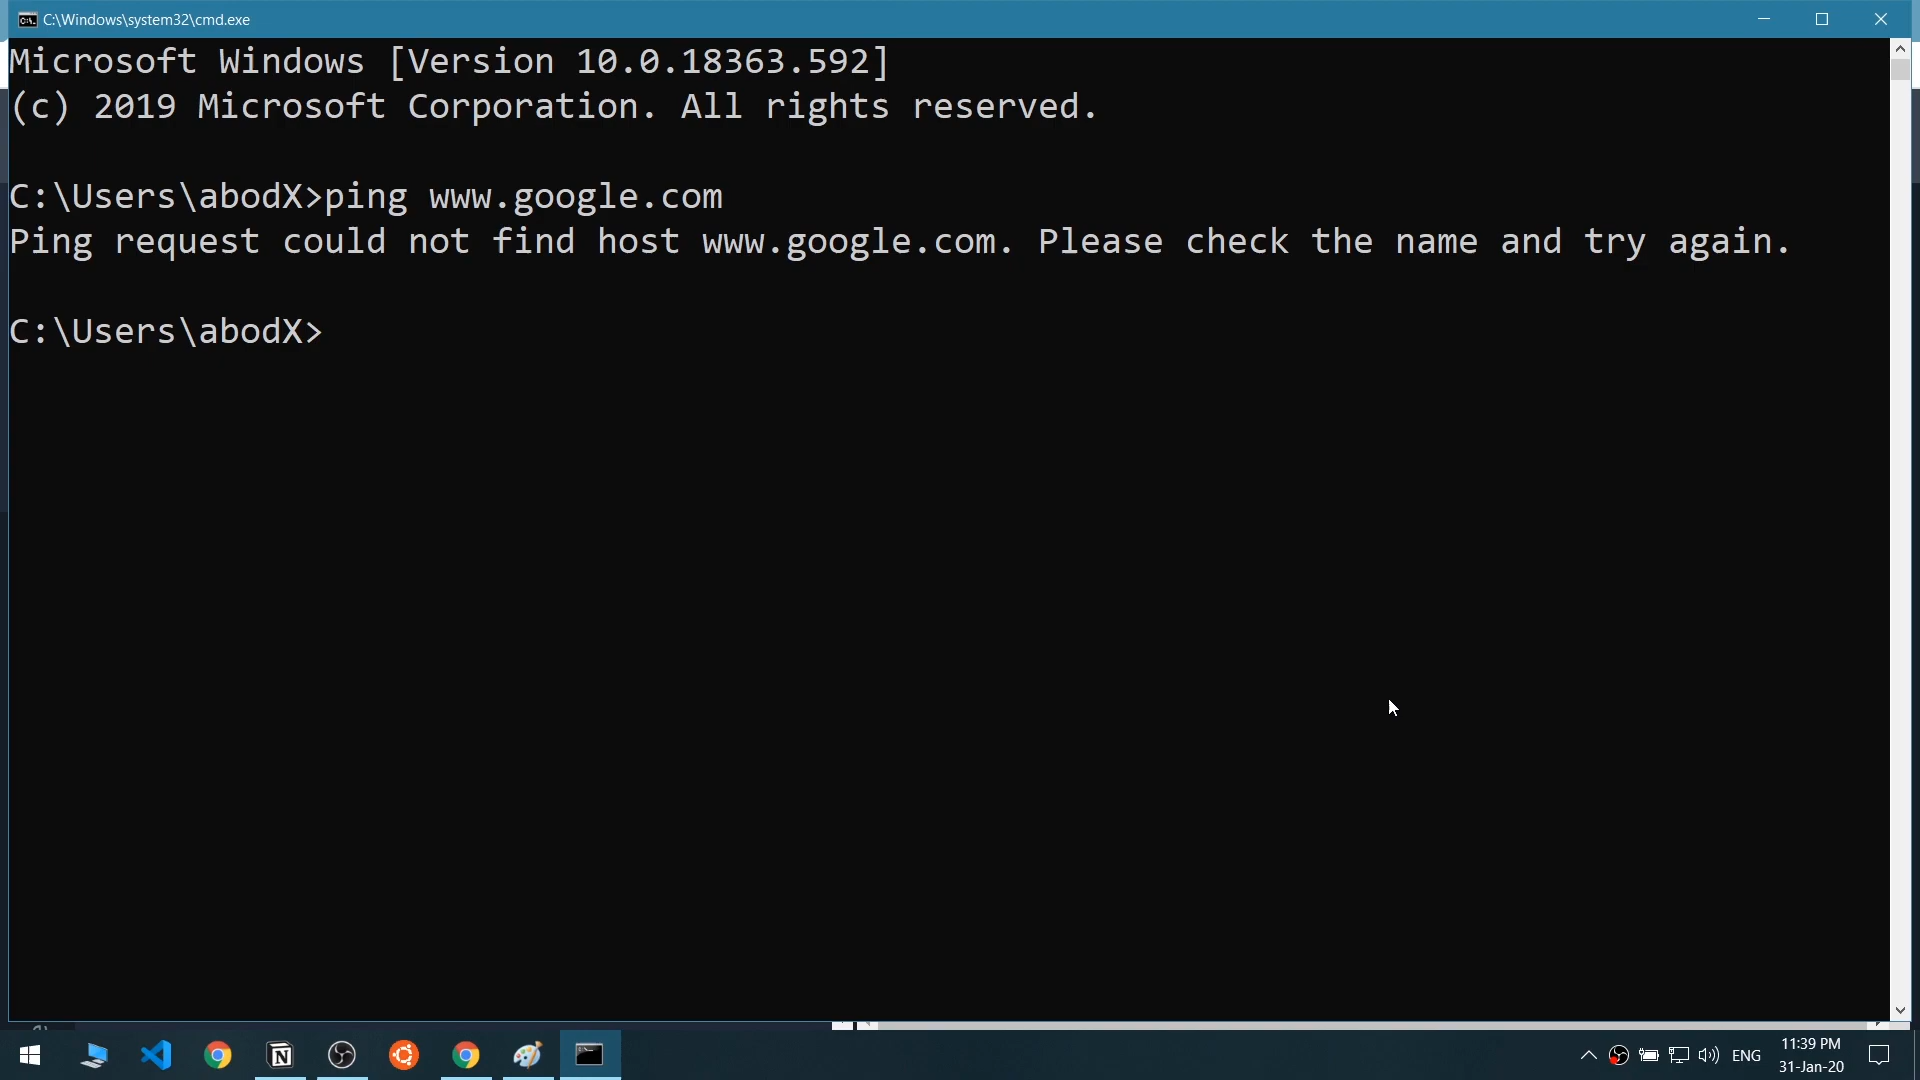 C:\Windows\system32\cmd.exe
Microsoft Windows [Version 10.0.18363.592]
(c) 2019 Microsoft Corporation. All rights reserved.
C:\Users\abodX>ping www.google.com
Ping request could not find host www.google.com. Please check the name and try again.
C:\Users\abodX>
ENG
11:39 PM
31-Jan-20